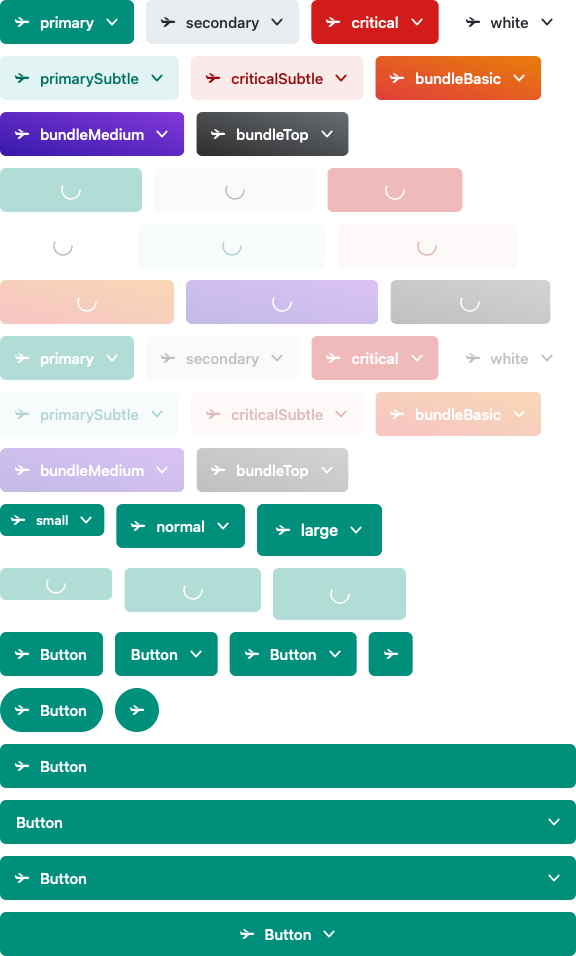 primary secondary critical white
primarySubtle criticalSubtle bundleBasic
bundleMedium bundleTop
primary secondary critical white
primarySubtle criticalSubtle bundleBasic
bundleMedium bundleTop
small normal large
Button Button Button
Button
Button
Button
Button
Button